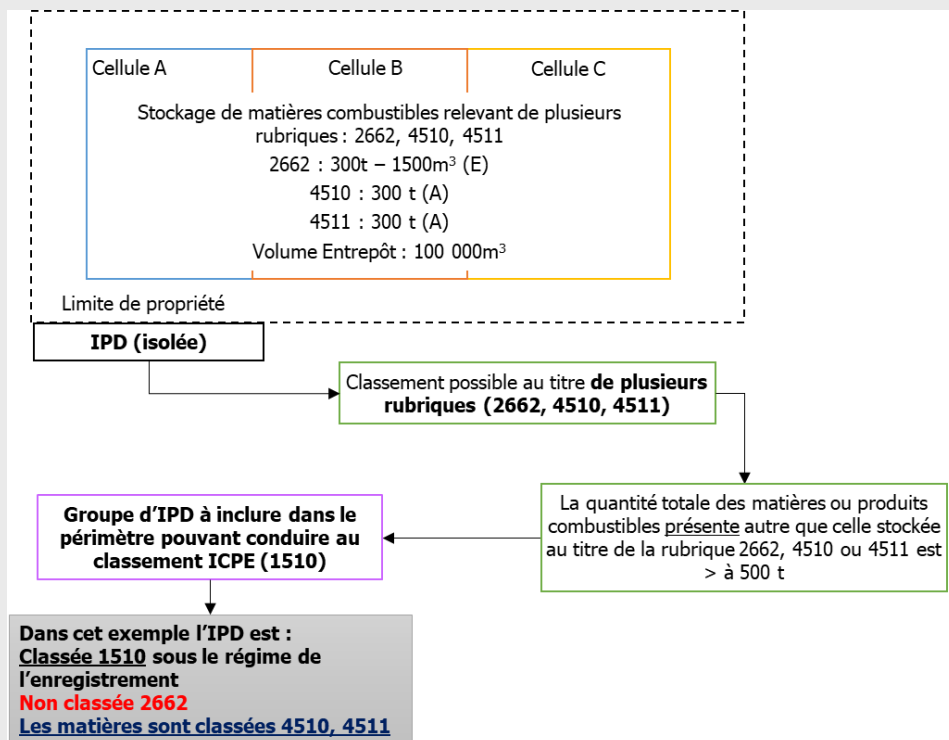 Cellule A
Cellule B
Cellule C
Stockage de matières combustibles relevant de plusieurs
rubriques : 2662, 4510, 4511
2662 : 300t – 1500m³ (E)
4510 : 300 t (A)
4511 : 300 t (A)
Volume Entrepôt : 100 000m³
Limite de propriété
IPD (isolée)
Classement possible au titre de plusieurs
rubriques (2662, 4510, 4511)
La quantité totale des matières ou produits
combustibles présente autre que celle stockée
au titre de la rubrique 2662, 4510 ou 4511 est
> à 500 t
Groupe d'IPD à inclure dans le
périmètre pouvant conduire au
classement ICPE (1510)
Dans cet exemple l'IPD est :
Classée 1510 sous le régime de
l'enregistrement
Non classée 2662
Les matières sont classées 4510, 4511